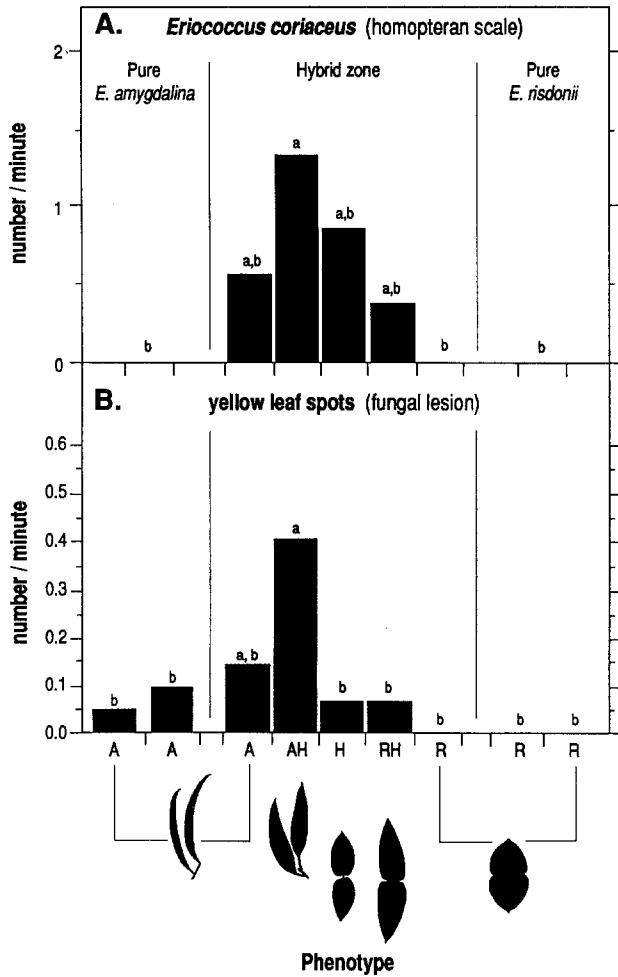 A. Eriococcus coriaceus (homopteran scale)
Pure
E. amygdalina
Hybrid zone
Pure
E. risdonii
number / minute
2
1
0
b
a,b
a
a,b
a,b
b
b
B. yellow leaf spots (fungal lesion)
number / minute
0.6
0.5
0.4
0.3
0.2
0.1
0.0
b
b
a, b
a
b
b
b
b
b
A A A AH H RH R R R
Phenotype